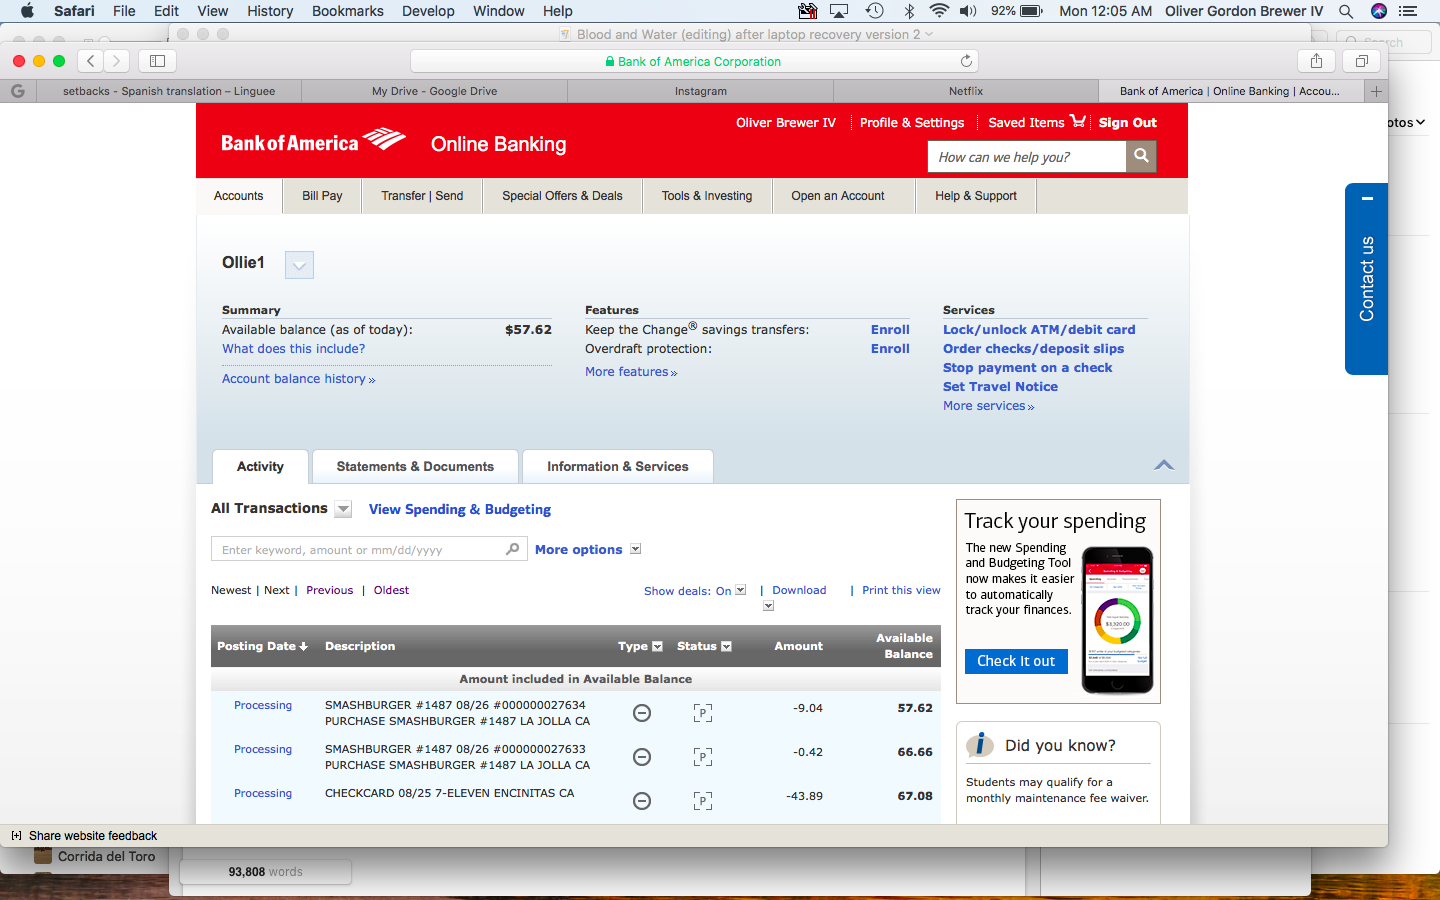 Safari File Edit View History Bookmarks Develop Window Help 92% Mon 12:05 AM Oliver Gordon Brewer IV
Blood and Water (editing) after laptop recovery version 2
Search
Bank of America Corporation
setbacks - Spanish translation – Linguee My Drive - Google Drive Instagram Netflix Bank of America | Online Banking | Accou...
Oliver Brewer IV Profile & Settings Saved Items Sign Out
otos
Bank of America Online Banking
How can we help you?
Accounts Bill Pay Transfer | Send Special Offers & Deals Tools & Investing Open an Account Help & Support
Contact us
Ollie1
Summary Features Services
Available balance (as of today): $57.62 Keep the Change® savings transfers: Enroll Lock/unlock ATM/debit card
What does this include? Overdraft protection: Enroll Order checks/deposit slips
More features » Stop payment on a check
Account balance history » Set Travel Notice
More services »
Activity Statements & Documents Information & Services
All Transactions View Spending & Budgeting
Enter keyword, amount or mm/dd/yyyy More options
Newest | Next | Previous | Oldest Show deals: On | Download | Print this view
Posting Date Description Type Status Amount Available Balance
Amount included in Available Balance
Processing SMASHBURGER #1487 08/26 #000000027634 -9.04 57.62
PURCHASE SMASHBURGER #1487 LA JOLLA CA P
Processing SMASHBURGER #1487 08/26 #000000027633 -0.42 66.66
PURCHASE SMASHBURGER #1487 LA JOLLA CA P
Processing CHECKCARD 08/25 7-ELEVEN ENCINITAS CA P -43.89 67.08
Track your spending
The new Spending
and Budgeting Tool
now makes it easier
to automatically
track your finances.
$3,320.00
Check it out
Did you know?
Students may qualify for a
monthly maintenance fee waiver.
[+] Share website feedback
Corrida del Toro
93,808 words